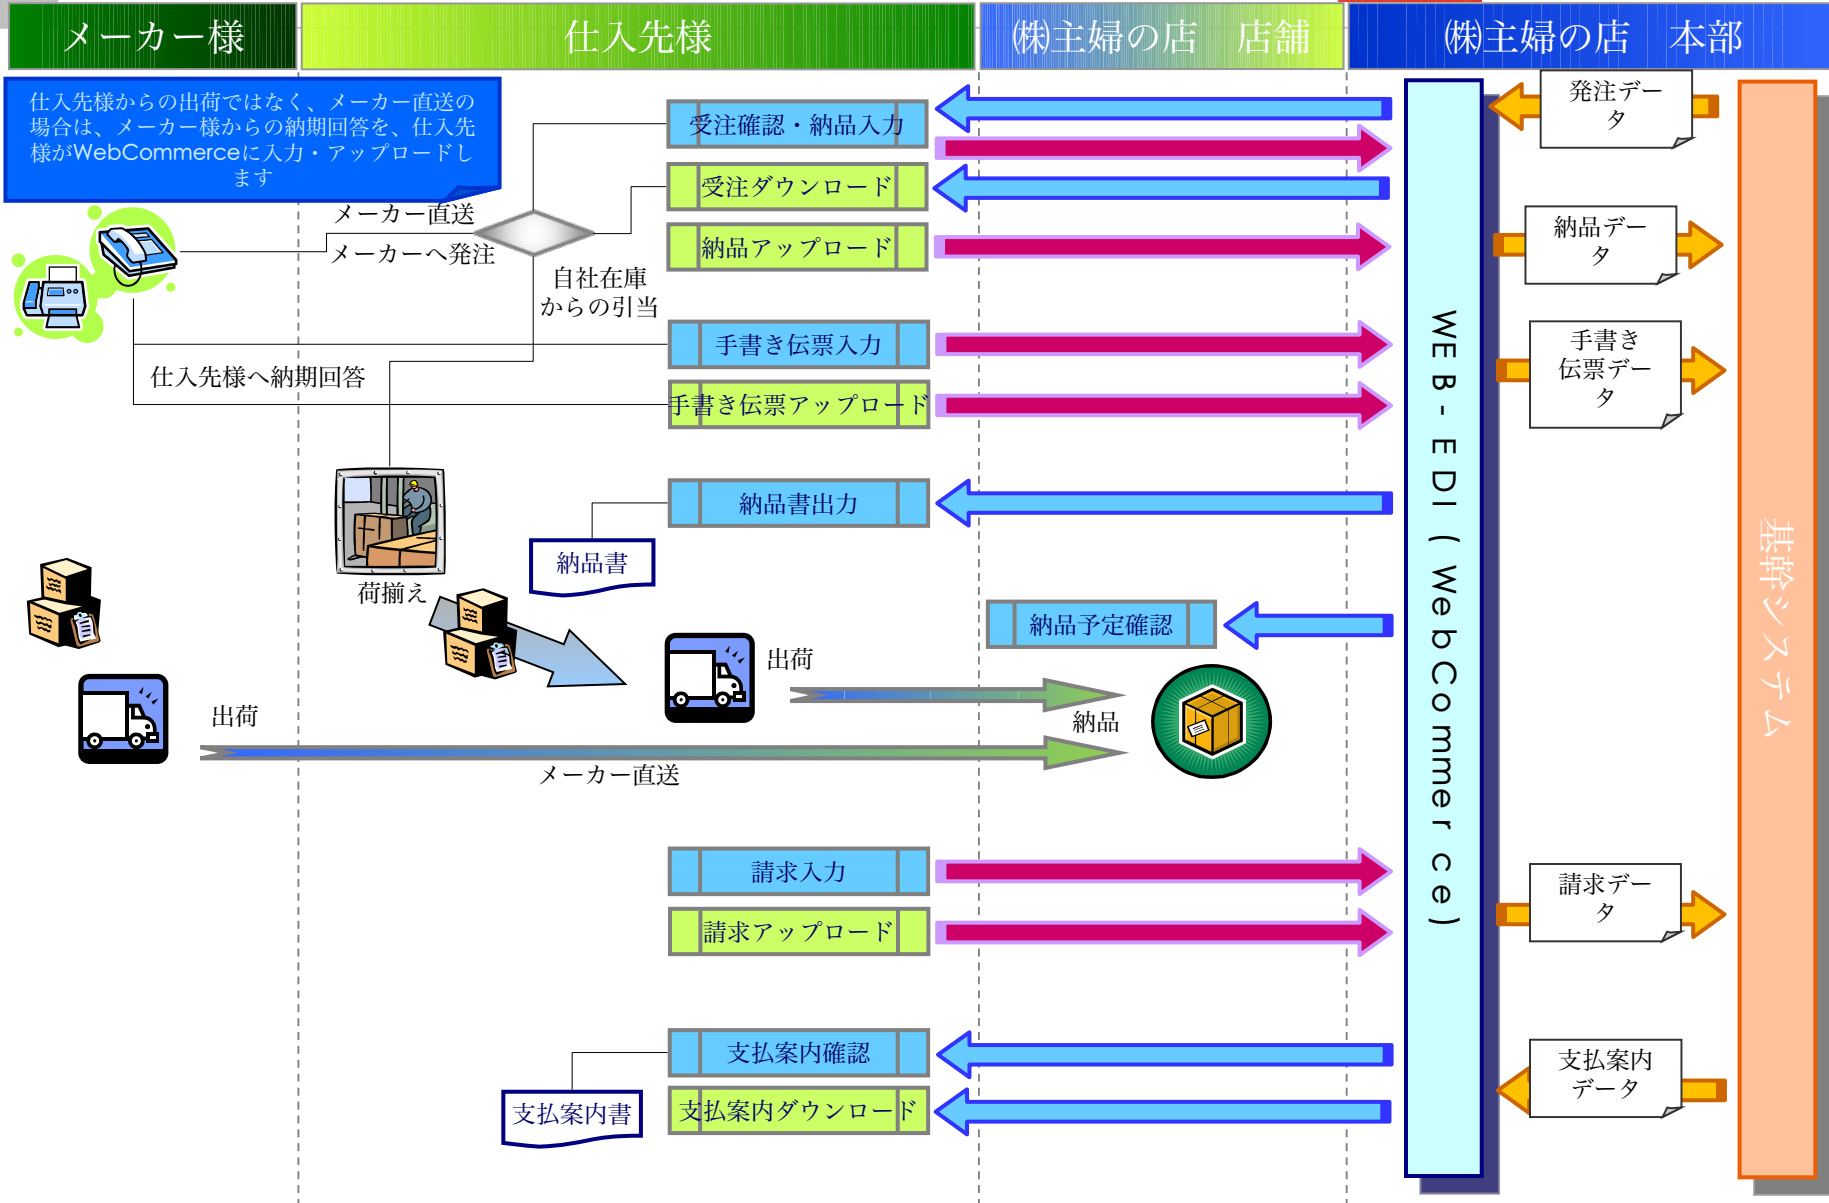 メーカー様
仕入先様
㈱主婦の店　店舗
㈱主婦の店　本部
仕入先様からの出荷ではなく、メーカー直送の
場合は、メーカー様からの納期回答を、仕入先
様がWebCommerceに入力・アップロードし
ます
受注確認・納品入力
受注ダウンロード
納品アップロード
メーカー直送
メーカーへ発注
自社在庫
からの引当
手書き伝票入力
仕入先様へ納期回答
手書き伝票アップロード
納品書出力
納品書
荷揃え
納品予定確認
出荷
出荷
納品
メーカー直送
請求入力
請求アップロード
支払案内確認
支払案内書
支払案内ダウンロード
WEB-EDI(WebCommerce)
発注デー
タ
納品デー
タ
手書き
伝票デー
タ
請求デー
タ
支払案内
データ
基幹システム